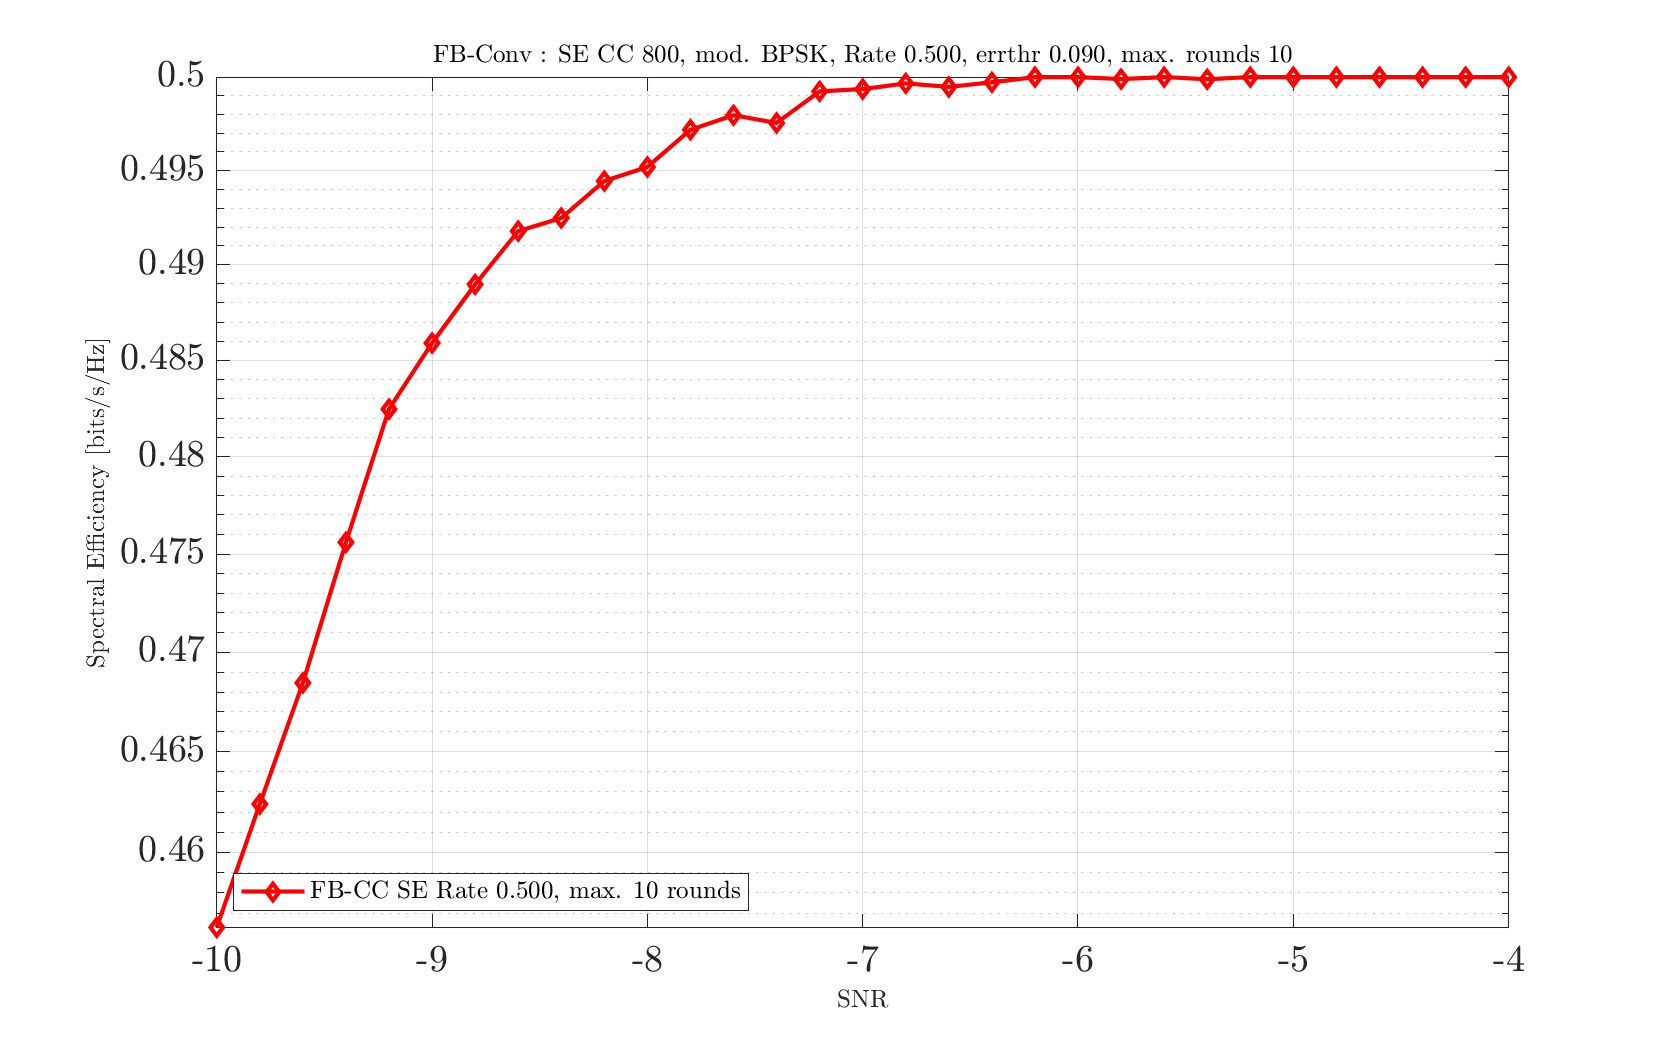 FB-Conv : SE CC 800, mod. BPSK, Rate 0.500, errthr 0.090, max. rounds 10
0.5
0.495
0.49
0.485
0.48
0.475
0.47
0.465
0.46
Spectral Efficiency [bits/s/Hz]
FB-CC SE Rate 0.500, max. 10 rounds
-10 -9 -8 -7 -6 -5 -4
SNR